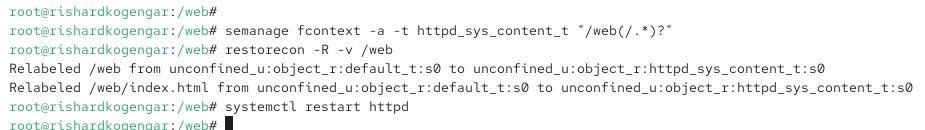 root@rishardkogengar:/web#
root@rishardkogengar:/web# semanage fcontext -a -t httpd_sys_content_t "/web(/.*)?"
root@rishardkogengar:/web# restorecon -R -v /web
Relabeled /web from unconfined_u:object_r:default_t:s0 to unconfined_u:object_r:httpd_sys_content_t:s0
Relabeled /web/index.html from unconfined_u:object_r:default_t:s0 to unconfined_u:object_r:httpd_sys_content_t:s0
root@rishardkogengar:/web# systemctl restart httpd
root@rishardkogengar:/web#